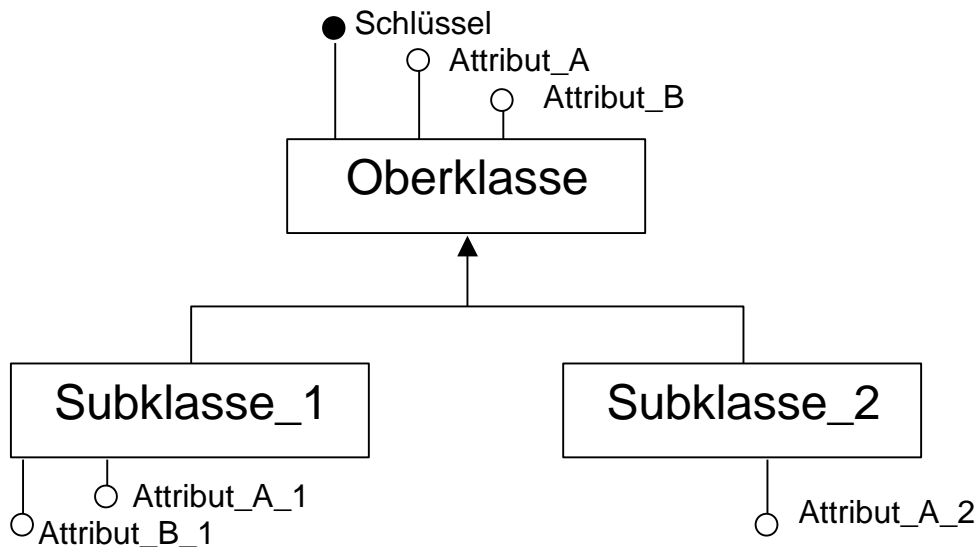 Schlüssel
Attribut_A
Attribut_B
Oberklasse
Subklasse_1
Subklasse_2
Attribut_A_1
Attribut_B_1
Attribut_A_2